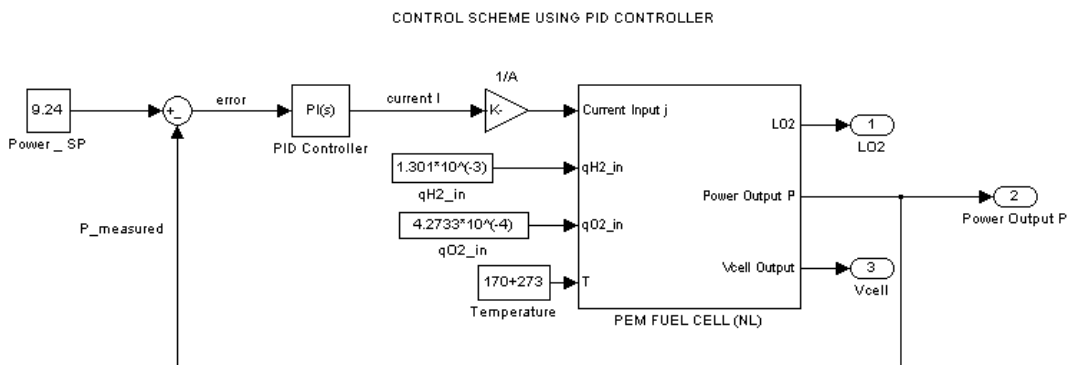 CONTROL SCHEME USING PID CONTROLLER
1/A
9.24
Power _ SP
+
_
error
PI(s)
PID Controller
current I
K-
Current Input j
LO2
1
LO2
1.301*10^(-3)
qH2_in
qH2_in
Power Output P
2
Power Output P
P_measured
4.2733*10^(-4)
qO2_in
qO2_in
170+273
Temperature
T
Vcell Output
3
Vcell
PEM FUEL CELL (NL)